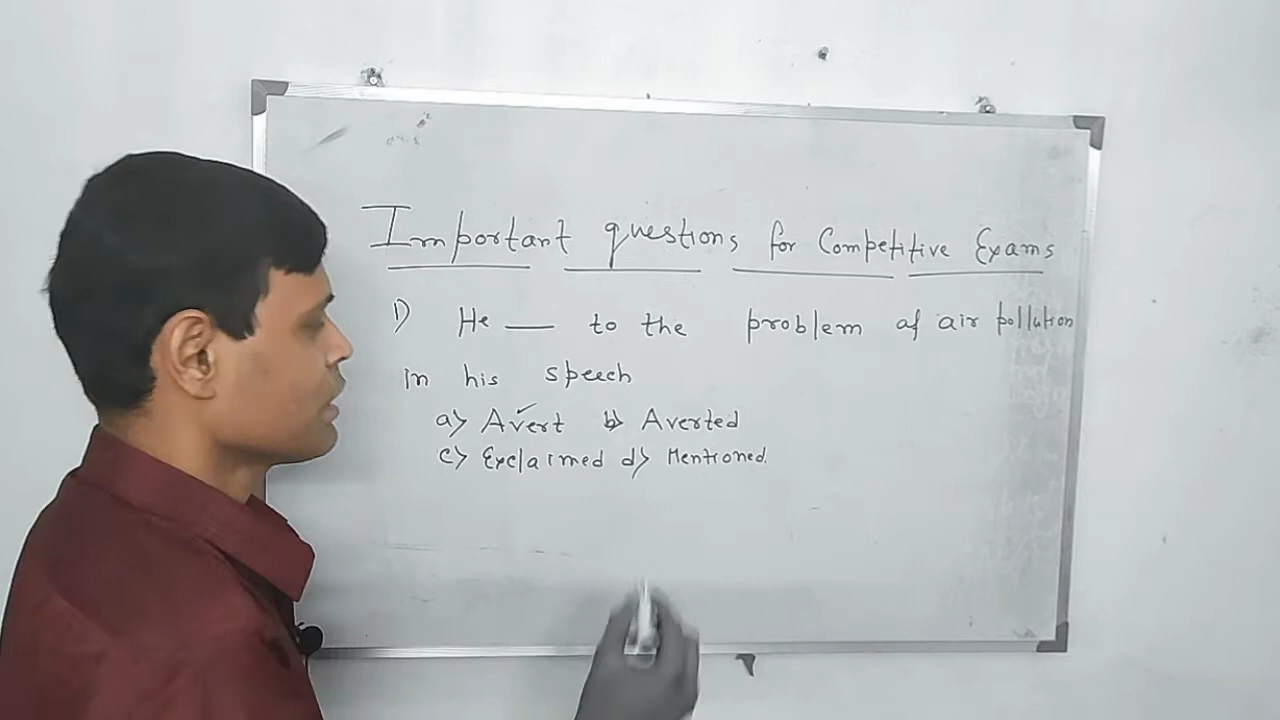 Important questions for Competitive Exams
1) He ___ to the problem of air pollution
in his speech
a) Avert b) Averted
c) Exclaimed d) Mentioned.